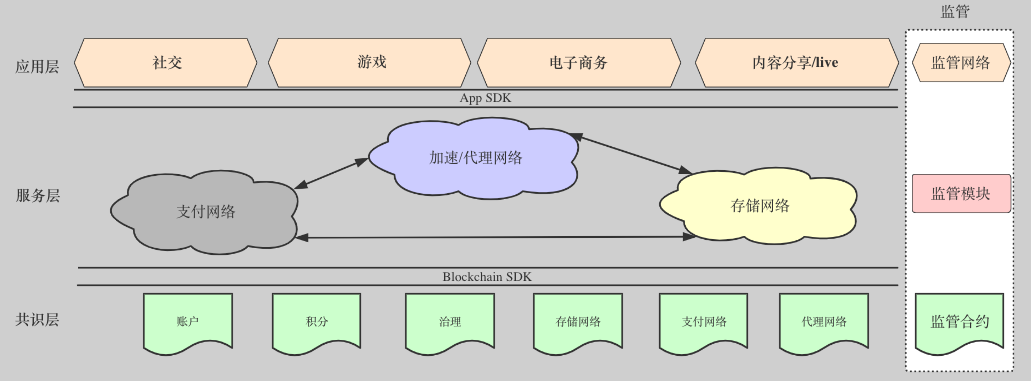 监管
应用层
社交
游戏
电子商务
内容分享/live
监管网络
App SDK
加速/代理网络
服务层
支付网络
存储网络
监管模块
Blockchain SDK
共识层
账户
积分
治理
存储网络
支付网络
代理网络
监管合约